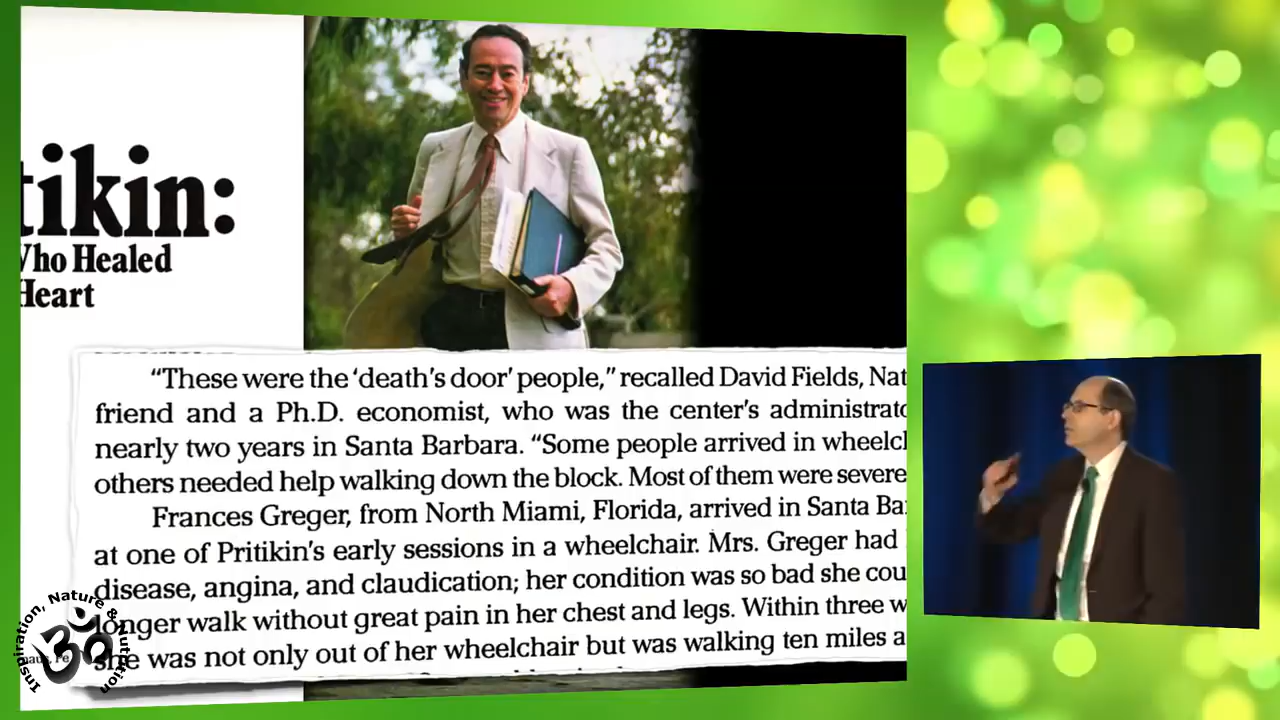 tikin:
Who Healed
Heart
“These were the ‘death’s door’ people,” recalled David Fields, Nat
friend and a Ph.D. economist, who was the center’s administrato
nearly two years in Santa Barbara. “Some people arrived in wheelc
others needed help walking down the block. Most of them were severe
Frances Greger, from North Miami, Florida, arrived in Santa Ba
at one of Pritikin’s early sessions in a wheelchair. Mrs. Greger had
disease, angina, and claudication; her condition was so bad she cou
longer walk without great pain in her chest and legs. Within three w
she was not only out of her wheelchair but was walking ten miles a
Inspiration, Nature & Nutrition
ॐ